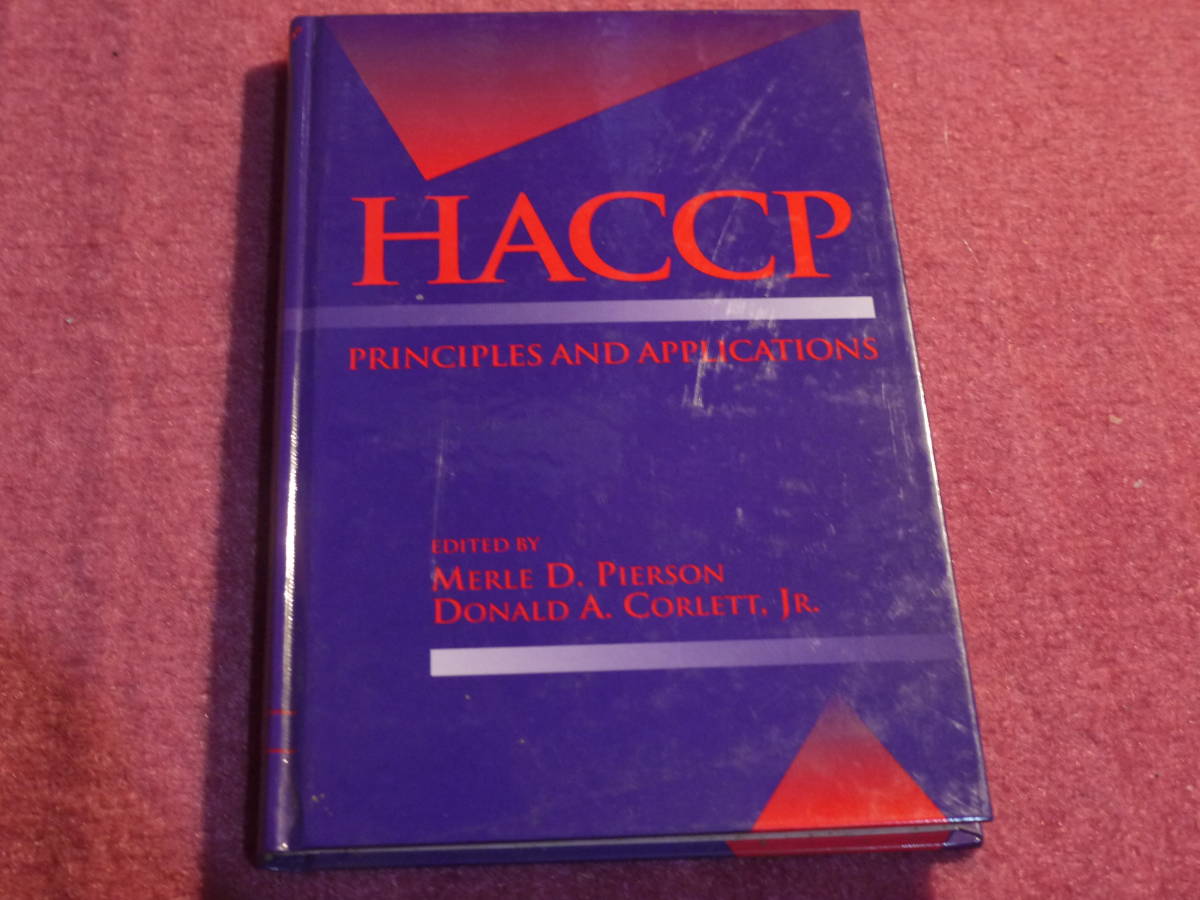 HACCP
PRINCIPLES AND APPLICATIONS
EDITED BY
MERLE D. PIERSON
DONALD A. CORLETT, JR.